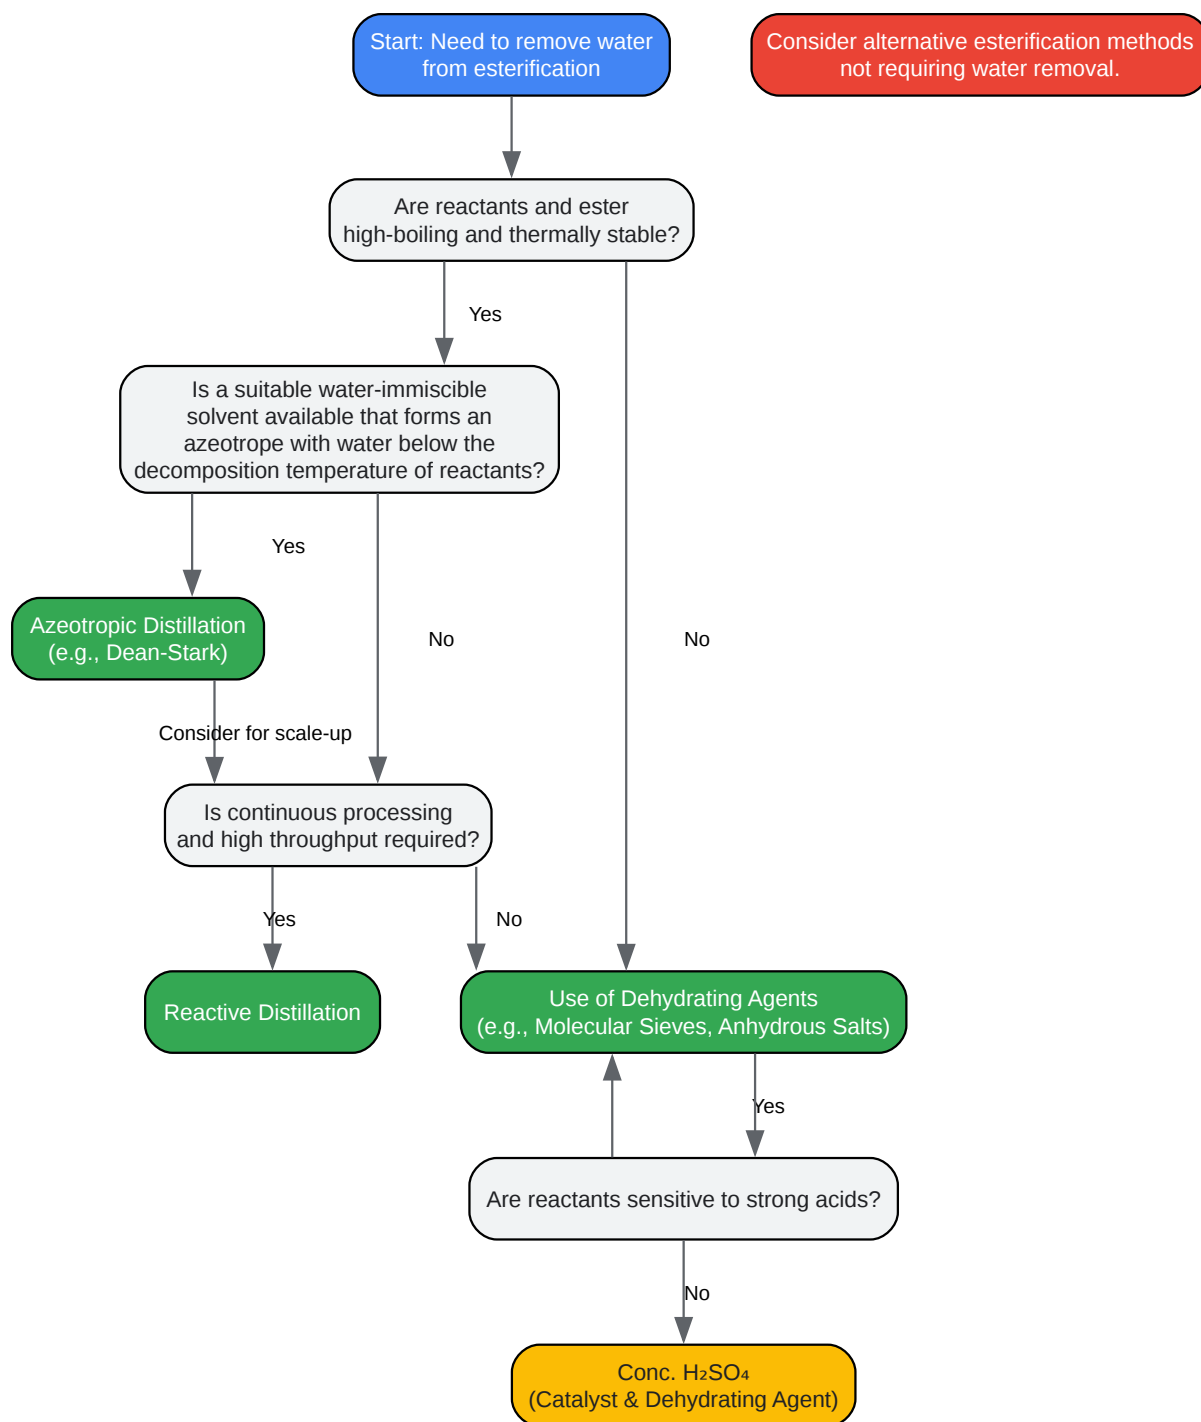 Start: Need to remove water
from esterification
Consider alternative esterification methods
not requiring water removal.
Are reactants and ester
high-boiling and thermally stable?
Yes
Is a suitable water-immiscible
solvent available that forms an
azeotrope with water below the
decomposition temperature of reactants?
Yes
Azeotropic Distillation
(e.g., Dean-Stark)
No
No
Consider for scale-up
Is continuous processing
and high throughput required?
Yes
No
Reactive Distillation
Use of Dehydrating Agents
(e.g., Molecular Sieves, Anhydrous Salts)
Yes
Are reactants sensitive to strong acids?
No
Conc. H₂SO₄
(Catalyst & Dehydrating Agent)